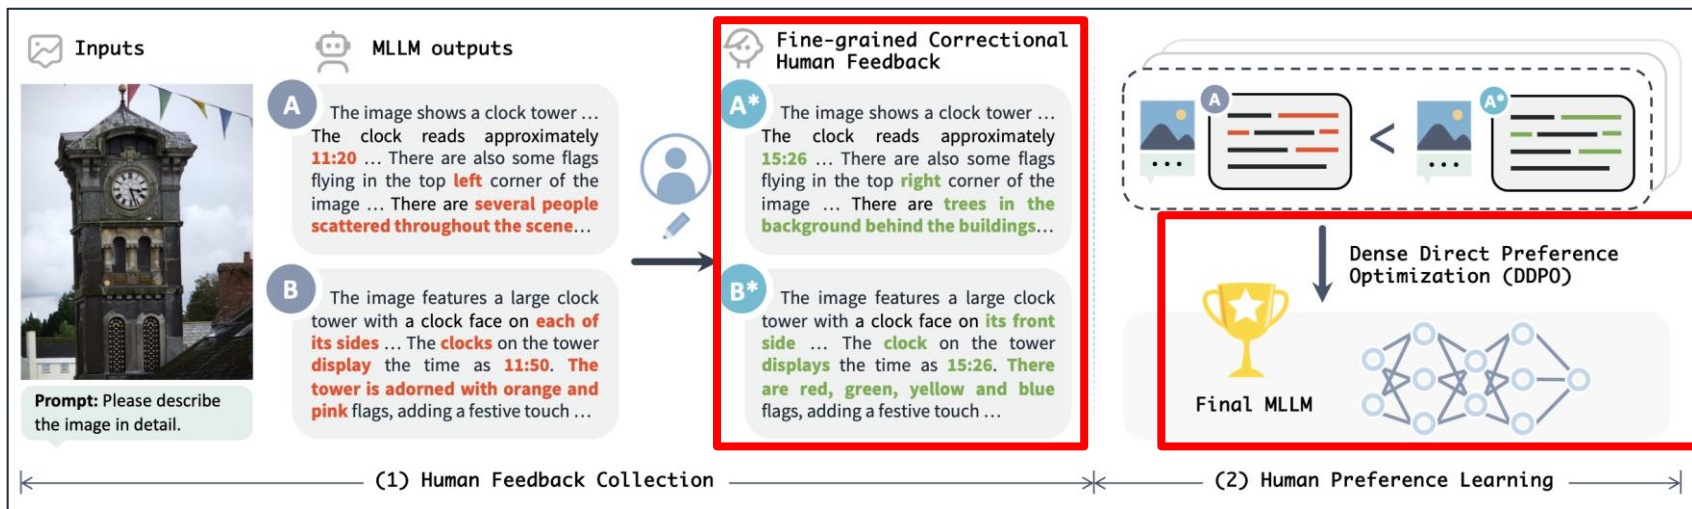 Inputs
MLLM outputs
Fine-grained Correctional
Human Feedback
A
The image shows a clock tower ...
The clock reads approximately
11:20 ... There are also some flags
flying in the top left corner of the
image ... There are several people
scattered throughout the scene...
B
The image features a large clock
tower with a clock face on each of
its sides ... The clocks on the tower
display the time as 11:50. The
tower is adorned with orange and
pink flags, adding a festive touch ...
A*
The image shows a clock tower ...
The clock reads approximately
15:26 ... There are also some flags
flying in the top right corner of the
image ... There are trees in the
background behind the buildings...
B*
The image features a large clock
tower with a clock face on its front
side ... The clock on the tower
displays the time as 15:26. There
are red, green, yellow and blue
flags, adding a festive touch ...
Prompt: Please describe
the image in detail.
A
<
A*
Dense Direct Preference
Optimization (DDPO)
Final MLLM
(1) Human Feedback Collection
(2) Human Preference Learning